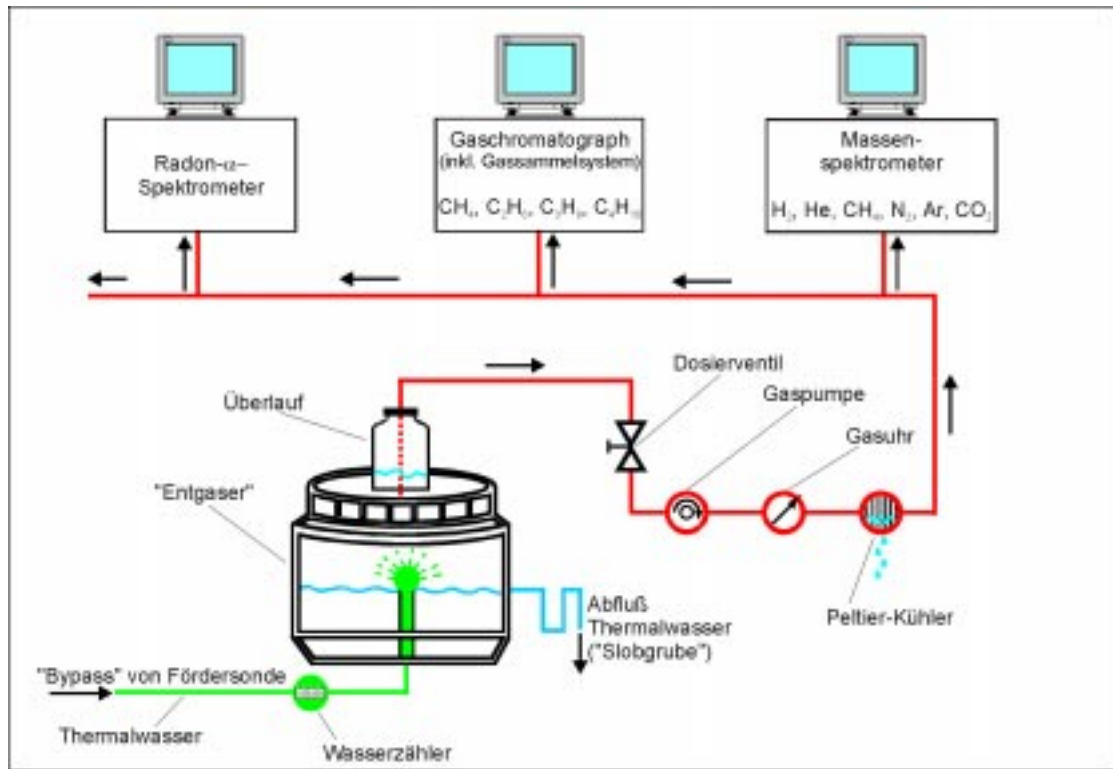 Radon-α-
Spektrometer
Gaschromatograph
(inkl. Gassammelsystem)
CH₄, C₂H₆, C₃H₈, C₄H₁₀
Massen-
spektrometer
H₂, He, CH₄, N₂, Ar, CO₂
Dosierventil
Gaspumpe
Gasuhr
Überlauf
"Entgaser"
Peltier-Kühler
Abfluß
Thermalwasser
("Slobgrube")
"Bypass" von Fördersonde
Thermalwasser
Wasserzähler